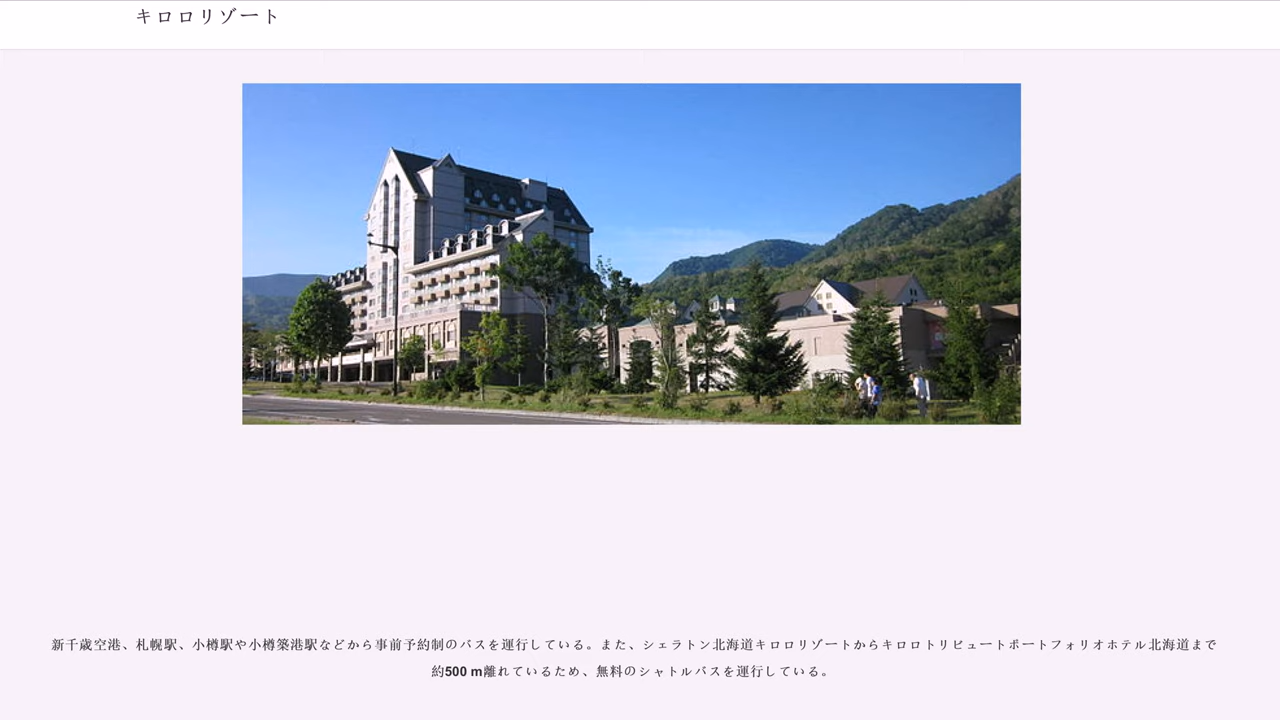 キロロリゾート
新千歳空港、札幌駅、小樽駅や小樽築港駅などから事前予約制のバスを運行している。また、シェラトン北海道キロロリゾートからキロロトリビュートポートフォリオホテル北海道まで
約500 m離れているため、無料のシャトルバスを運行している。